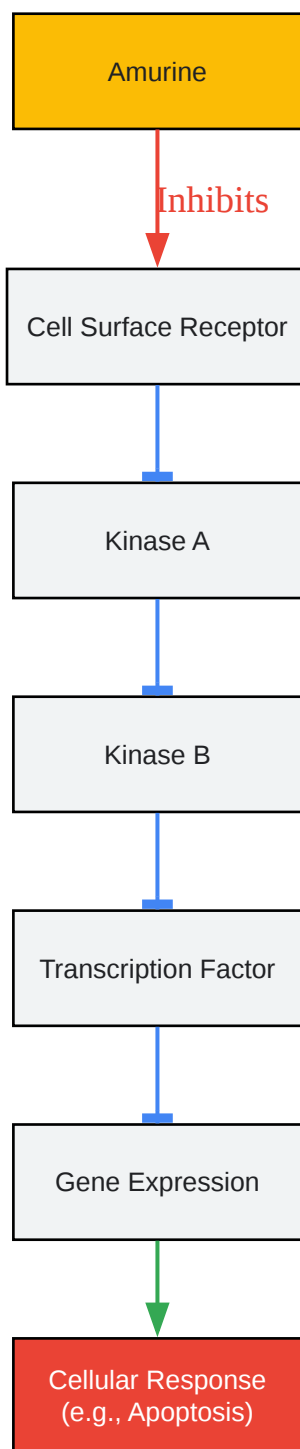 Amurine
Inhibits
Cell Surface Receptor
Kinase A
Kinase B
Transcription Factor
Gene Expression
Cellular Response
(e.g., Apoptosis)